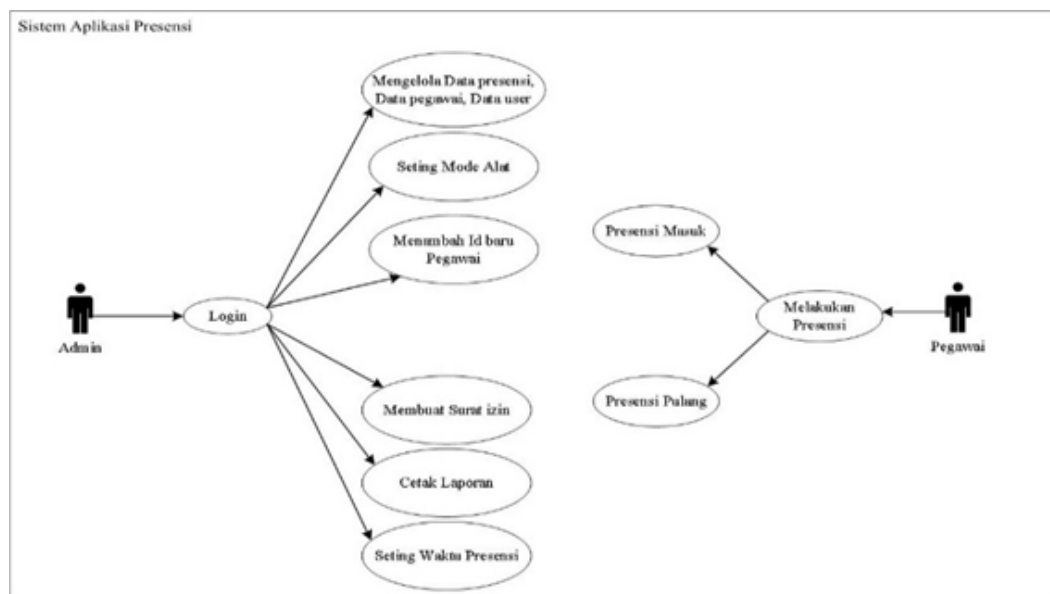 Sistem Aplikasi Presensi
Mengelola Data presensi,
Data pegawai, Data user
Seting Mode Alat
Menambah Id baru
Pegawai
Login
Admin
Membuat Surat izin
Cetak Laporan
Seting Waktu Presensi
Presensi Masuk
Melakukan
Presensi
Pegawai
Presensi Pulang